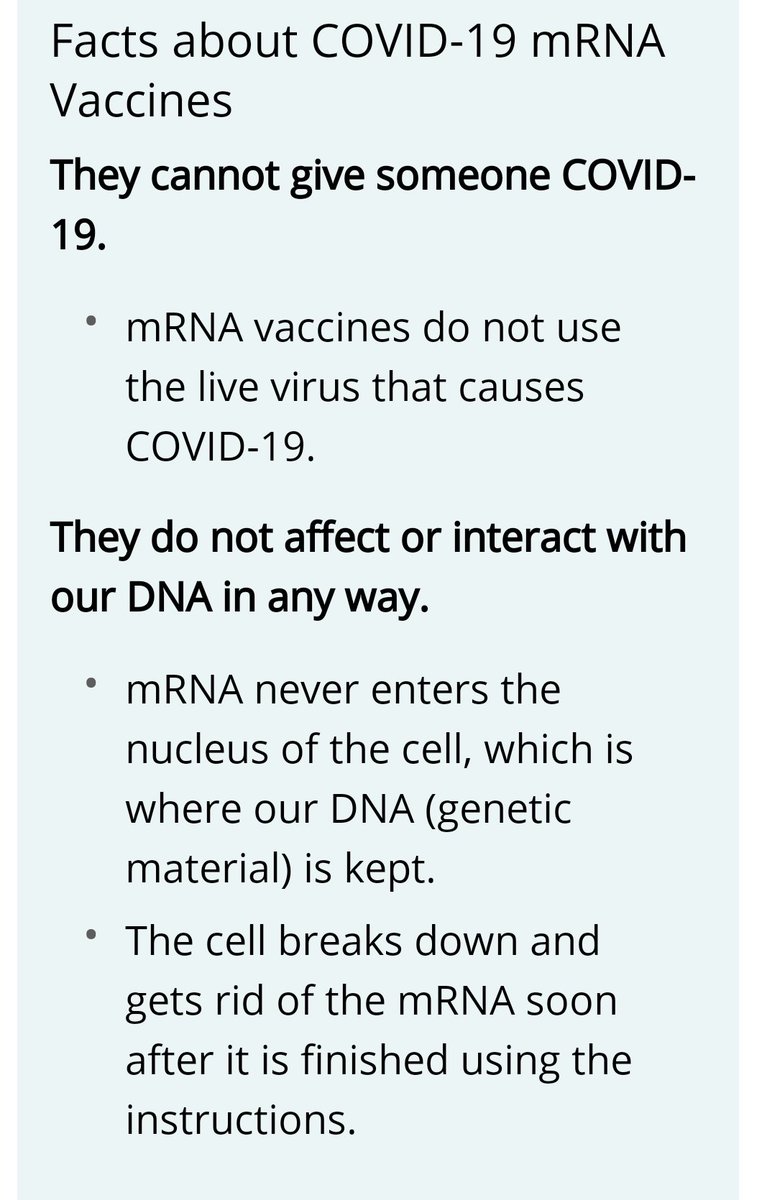 Facts about COVID-19 mRNA
Vaccines
They cannot give someone COVID-
19.
• mRNA vaccines do not use
the live virus that causes
COVID-19.
They do not affect or interact with
our DNA in any way.
• mRNA never enters the
nucleus of the cell, which is
where our DNA (genetic
material) is kept.
• The cell breaks down and
gets rid of the mRNA soon
after it is finished using the
instructions.